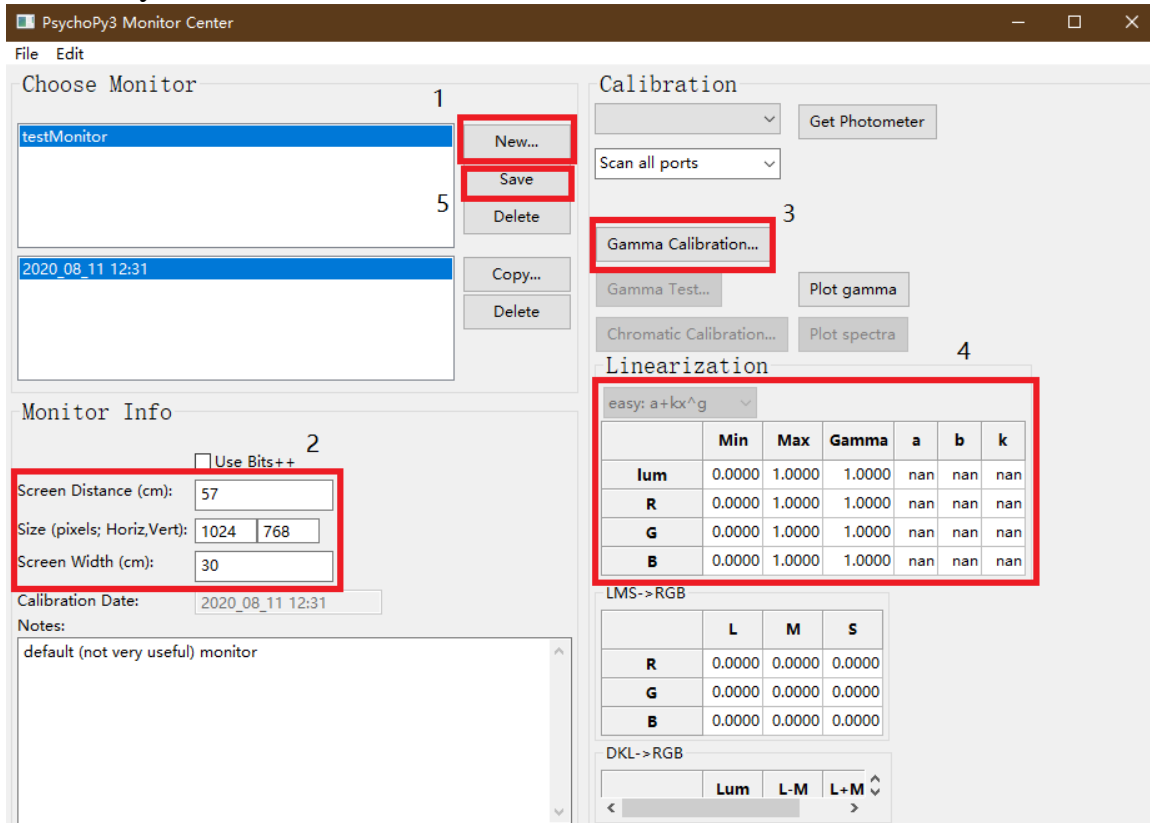 PsychoPy3 Monitor Center
File Edit
Choose Monitor
1
testMonitor
New...
Save
5
Delete
2020_08_11 12:31
Copy...
Delete
Monitor Info
2
Use Bits++
Screen Distance (cm): 57
Size (pixels; Horiz,Vert): 1024 768
Screen Width (cm): 30
Calibration Date: 2020_08_11 12:31
Notes:
default (not very useful) monitor
Calibration
Get Photometer
Scan all ports
3
Gamma Calibration...
Gamma Test... Plot gamma
Chromatic Calibration... Plot spectra
4
Linearization
easy: a+kx^g
Min Max Gamma a b k
lum 0.0000 1.0000 1.0000 nan nan nan
R 0.0000 1.0000 1.0000 nan nan nan
G 0.0000 1.0000 1.0000 nan nan nan
B 0.0000 1.0000 1.0000 nan nan nan
LMS->RGB
L M S
R 0.0000 0.0000 0.0000
G 0.0000 0.0000 0.0000
B 0.0000 0.0000 0.0000
DKL->RGB
Lum L-M L+M